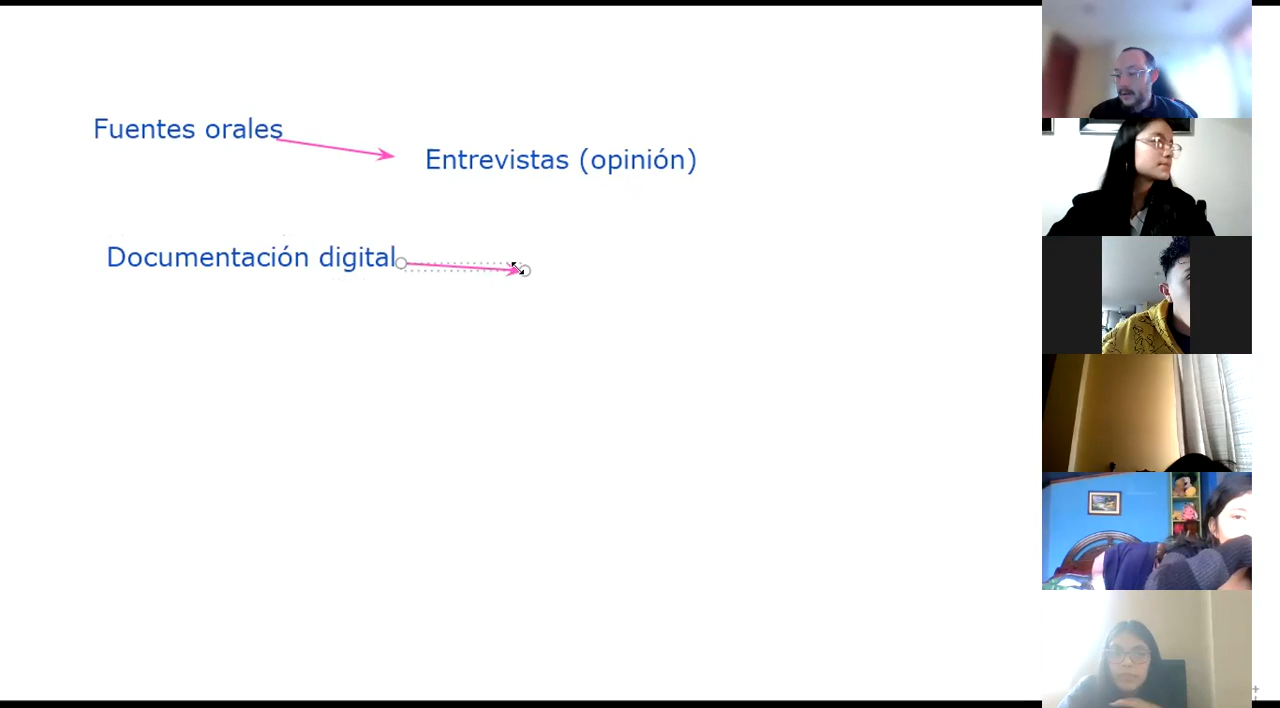 Fuentes orales
Entrevistas (opinión)
Documentación digital